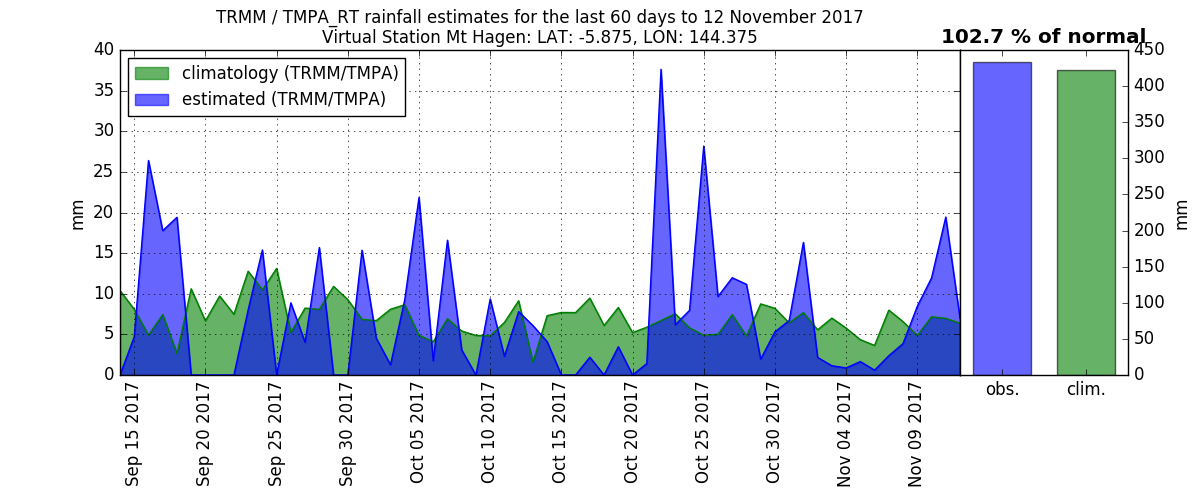 TRMM / TMPA_RT rainfall estimates for the last 60 days to 12 November 2017
Virtual Station Mt Hagen: LAT: -5.875, LON: 144.375
102.7 % of normal
climatology (TRMM/TMPA)
estimated (TRMM/TMPA)
40
35
30
25
20
15
10
5
0
mm
450
400
350
300
250
200
150
100
50
0
mm
Sep 15 2017
Sep 20 2017
Sep 25 2017
Sep 30 2017
Oct 05 2017
Oct 10 2017
Oct 15 2017
Oct 20 2017
Oct 25 2017
Oct 30 2017
Nov 04 2017
Nov 09 2017
obs.
clim.